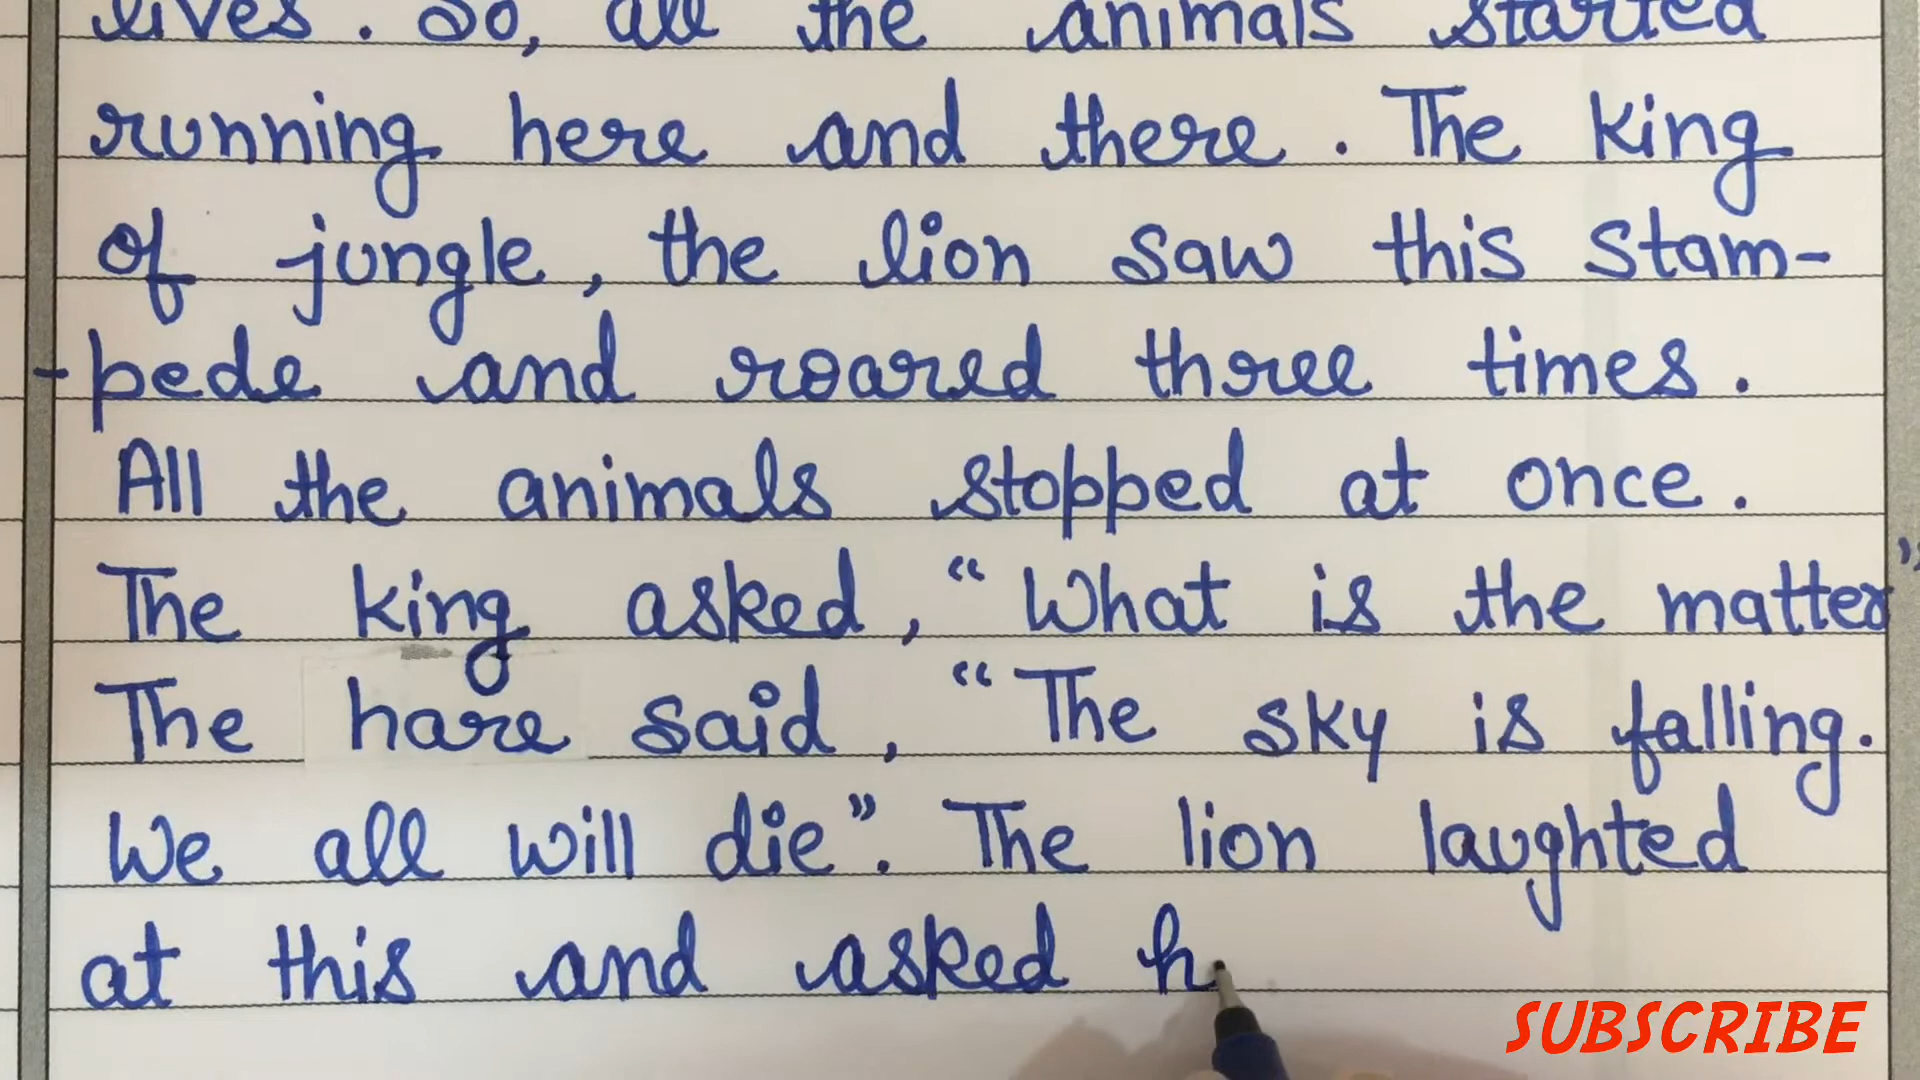 lives. So, all the animals started
running here and there. The king
of jungle, the lion saw this stam-
-pede and roared three times.
All the animals stopped at once.
The king asked, “What is the matter”
The hare said, “The sky is falling.
We all will die”. The lion laughted
at this and asked h
SUBSCRIBE